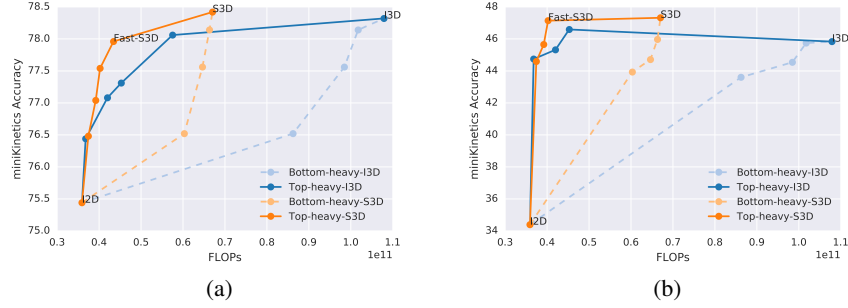 miniKinetics Accuracy
78.5
78.0
77.5
77.0
76.5
76.0
75.5
75.0
Fast-S3D
S3D
I3D
I2D
Bottom-heavy-I3D
Top-heavy-I3D
Bottom-heavy-S3D
Top-heavy-S3D
0.3 0.4 0.5 0.6 0.7 0.8 0.9 1.0 1.1
FLOPs
1e11
(a)
miniKinetics Accuracy
48
46
44
42
40
38
36
34
Fast-S3D
S3D
I3D
I2D
Bottom-heavy-I3D
Top-heavy-I3D
Bottom-heavy-S3D
Top-heavy-S3D
0.3 0.4 0.5 0.6 0.7 0.8 0.9 1.0 1.1
FLOPs
1e11
(b)